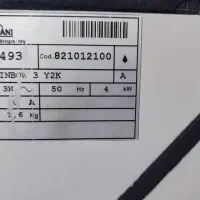 ANI
493 Cod. 821012100
INBOW 3 Y2K A
3N ~ 50 Hz 4 kW
A
1,6 Kg